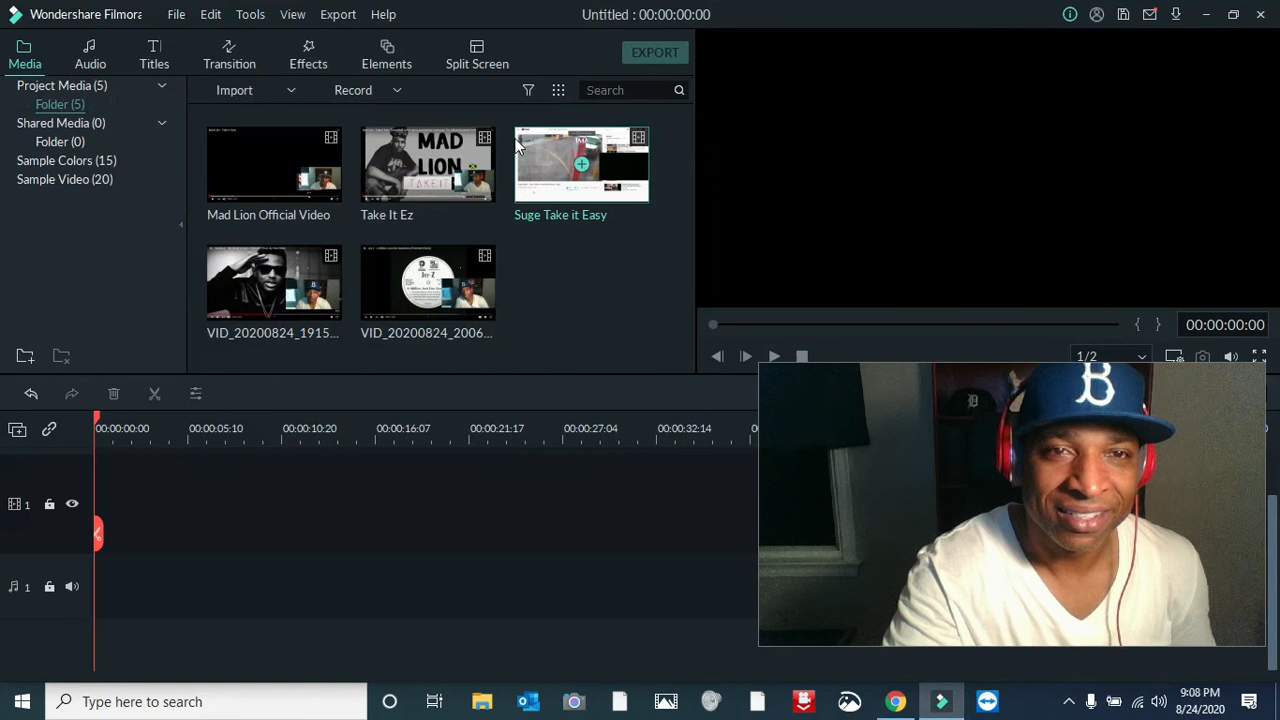 Wondershare Filmora File Edit Tools View Export Help Untitled : 00:00:00:00
Media Audio Titles Transition Effects Elements Split Screen EXPORT
Project Media (5)
Folder (5)
Shared Media (0)
Folder (0)
Sample Colors (15)
Sample Video (20)
Import Record Search
MAD
LION
TAKE IT
Mad Lion Official Video Take It Ez Suge Take it Easy
Jay-Z
VID_20200824_1915... VID_20200824_2006...
{ } 00:00:00:00
1/2
00:00:00:00 00:00:05:10 00:00:10:20 00:00:16:07 00:00:21:17 00:00:27:04 00:00:32:14
B
1
1
Type here to search
9:08 PM
8/24/2020